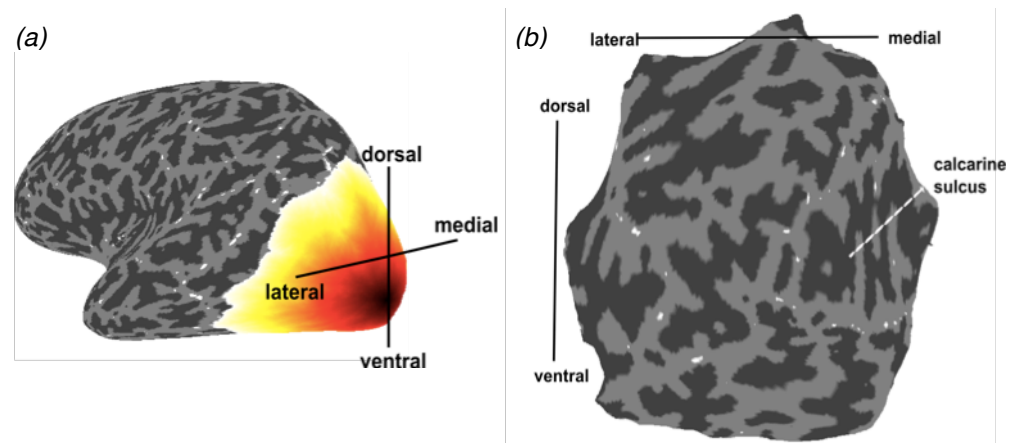 (a)
dorsal
medial
lateral
ventral
(b)
lateral
medial
dorsal
calcarine
sulcus
ventral